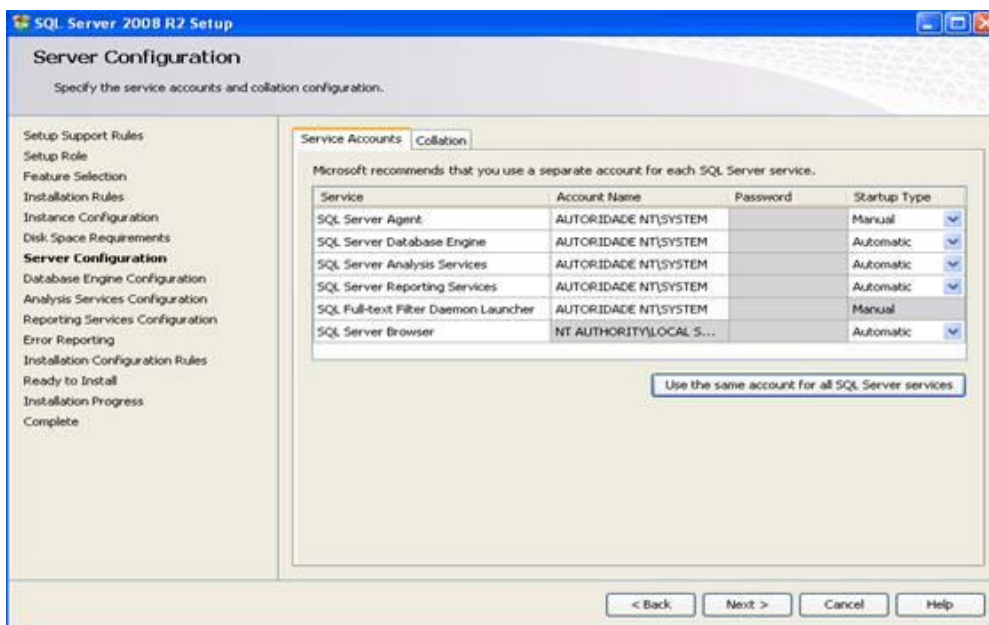 SQL Server 2008 R2 Setup
Server Configuration
Specify the service accounts and collation configuration.
Setup Support Rules
Setup Role
Feature Selection
Installation Rules
Instance Configuration
Disk Space Requirements
Server Configuration
Database Engine Configuration
Analysis Services Configuration
Reporting Services Configuration
Error Reporting
Installation Configuration Rules
Ready to Install
Installation Progress
Complete
Service Accounts Collation
Microsoft recommends that you use a separate account for each SQL Server service.
Service Account Name Password Startup Type
SQL Server Agent AUTORIDADE NT\SYSTEM Manual
SQL Server Database Engine AUTORIDADE NT\SYSTEM Automatic
SQL Server Analysis Services AUTORIDADE NT\SYSTEM Automatic
SQL Server Reporting Services AUTORIDADE NT\SYSTEM Automatic
SQL Full-text Filter Daemon Launcher AUTORIDADE NT\SYSTEM Manual
SQL Server Browser NT AUTHORITY\LOCAL S... Automatic
Use the same account for all SQL Server services
< Back Next > Cancel Help